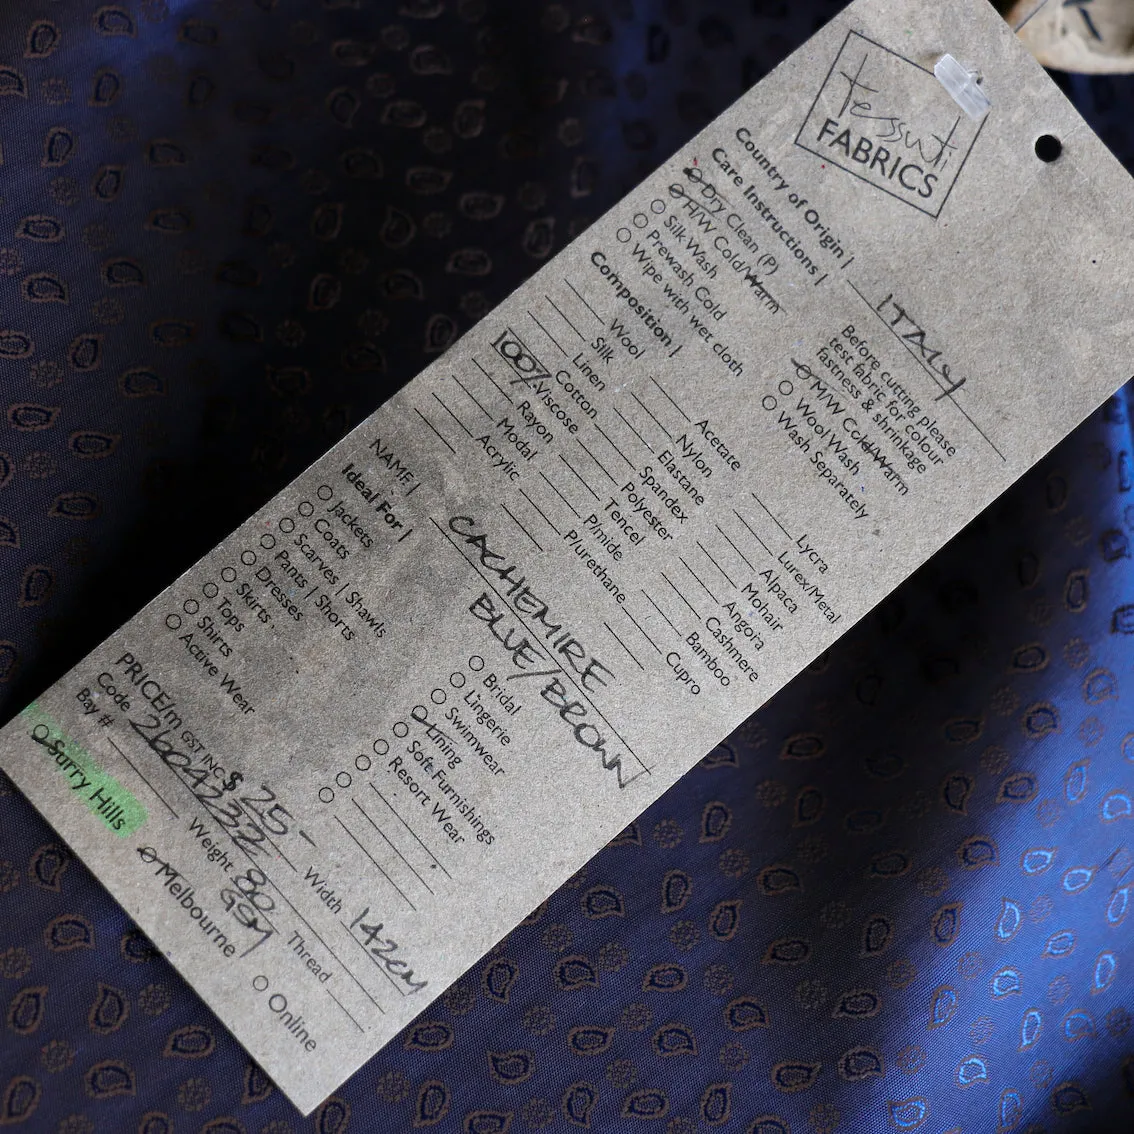 tessuti
FABRICS
Country of Origin | ITALY
Care Instructions |
Dry Clean (P)
H/W Cold/Warm
Silk Wash
Prewash Cold
Wipe with wet cloth
Before cutting please
test fabric for colour
fastness & shrinkage
M/W Cold/Warm
Wool Wash
Wash Separately
Composition |
Wool
Silk
Linen
Cotton
100% Viscose
Rayon
Modal
Acrylic
Acetate
Nylon
Elastane
Spandex
Polyester
Tencel
P/mide
P/urethane
Lycra
Lurex/Metal
Alpaca
Mohair
Angora
Cashmere
Bamboo
Cupro
NAME | CACHEMIRE
BLUE/BROWN
Ideal For |
Jackets
Coats
Scarves | Shawls
Pants | Shorts
Dresses
Skirts
Tops
Shirts
Active Wear
Bridal
Lingerie
Swimwear
Lining
Soft Furnishings
Resort Wear
PRICE/m GST INC $ 25- Width 142cm
Code 2604232
Bay # Weight 80 GSM Thread
Surry Hills Melbourne Online